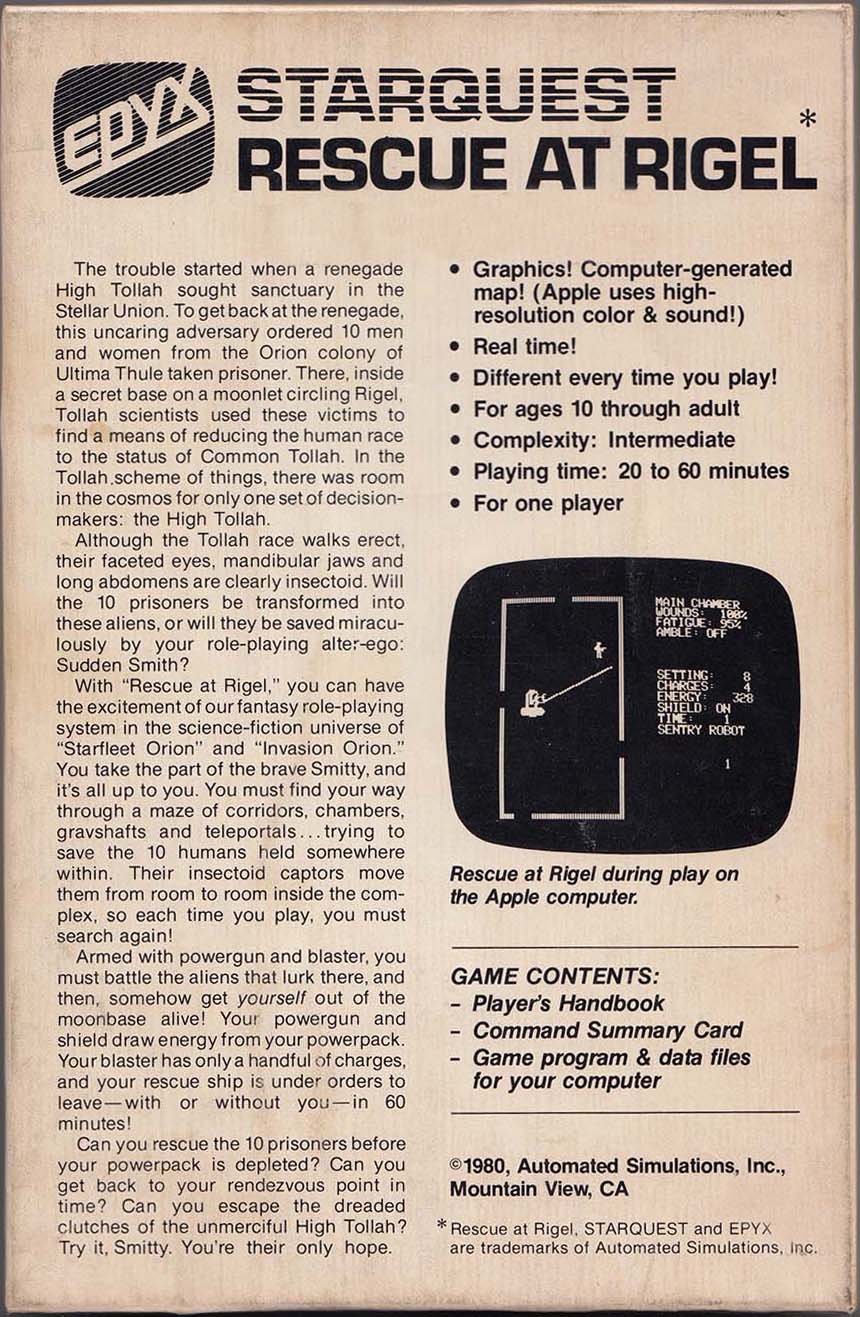 EPYX
STARQUEST
RESCUE AT RIGEL*
The trouble started when a renegade
High Tollah sought sanctuary in the
Stellar Union. To get back at the renegade,
this uncaring adversary ordered 10 men
and women from the Orion colony of
Ultima Thule taken prisoner. There, inside
a secret base on a moonlet circling Rigel,
Tollah scientists used these victims to
find a means of reducing the human race
to the status of Common Tollah. In the
Tollah scheme of things, there was room
in the cosmos for only one set of decision-
makers: the High Tollah.
Although the Tollah race walks erect,
their faceted eyes, mandibular jaws and
long abdomens are clearly insectoid. Will
the 10 prisoners be transformed into
these aliens, or will they be saved miracu-
lously by your role-playing alter-ego:
Sudden Smith?
With "Rescue at Rigel," you can have
the excitement of our fantasy role-playing
system in the science-fiction universe of
"Starfleet Orion" and "Invasion Orion."
You take the part of the brave Smitty, and
it's all up to you. You must find your way
through a maze of corridors, chambers,
gravshafts and teleportals...trying to
save the 10 humans held somewhere
within. Their insectoid captors move
them from room to room inside the com-
plex, so each time you play, you must
search again!
Armed with powergun and blaster, you
must battle the aliens that lurk there, and
then, somehow get yourself out of the
moonbase alive! Your powergun and
shield draw energy from your powerpack.
Your blaster has only a handful of charges,
and your rescue ship is under orders to
leave—with or without you—in 60
minutes!
Can you rescue the 10 prisoners before
your powerpack is depleted? Can you
get back to your rendezvous point in
time? Can you escape the dreaded
clutches of the unmerciful High Tollah?
Try it, Smitty. You're their only hope.
• Graphics! Computer-generated
map! (Apple uses high-
resolution color & sound!)
• Real time!
• Different every time you play!
• For ages 10 through adult
• Complexity: Intermediate
• Playing time: 20 to 60 minutes
• For one player
MAIN CHAMBER
WOUNDS: 100%
FATIGUE: 95%
AMBLE: OFF
SETTING: 8
CHARGES: 4
ENERGY: 328
SHIELD: ON
TIME: 1
SENTRY ROBOT
1
Rescue at Rigel during play on
the Apple computer.
GAME CONTENTS:
– Player's Handbook
– Command Summary Card
– Game program & data files
for your computer
©1980, Automated Simulations, Inc.,
Mountain View, CA
* Rescue at Rigel, STARQUEST and EPYX
are trademarks of Automated Simulations, Inc.